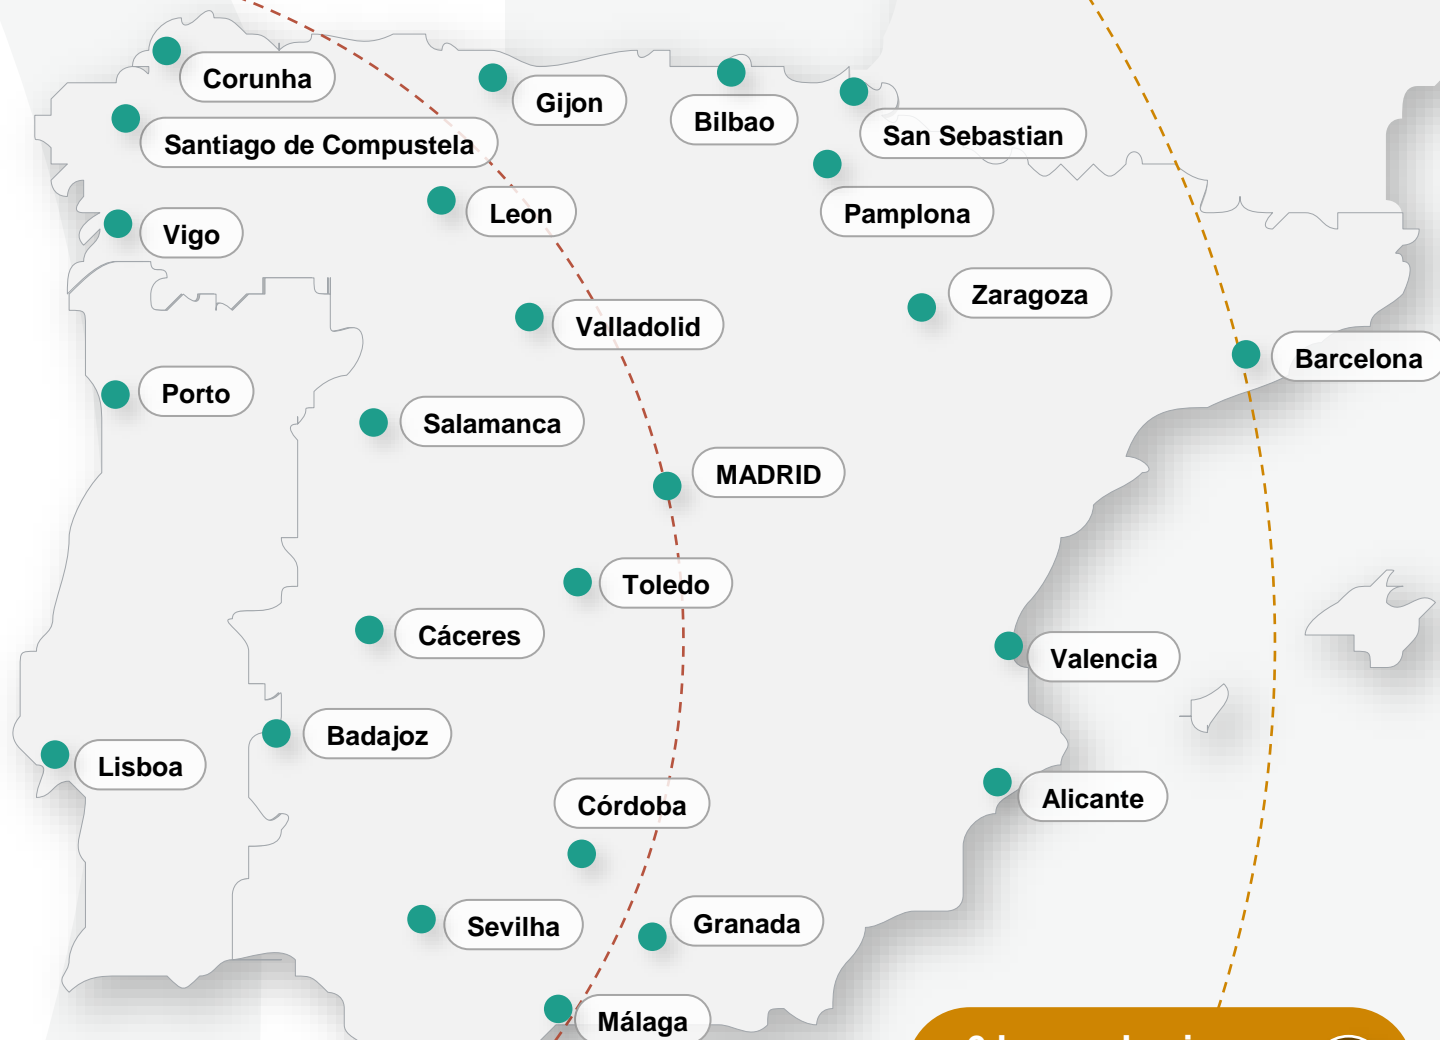 Corunha
Gijon
Bilbao
San Sebastian
Santiago de Compustela
Leon
Pamplona
Vigo
Zaragoza
Valladolid
Barcelona
Porto
Salamanca
MADRID
Toledo
Cáceres
Valencia
Badajoz
Lisboa
Córdoba
Alicante
Sevilha
Granada
Málaga